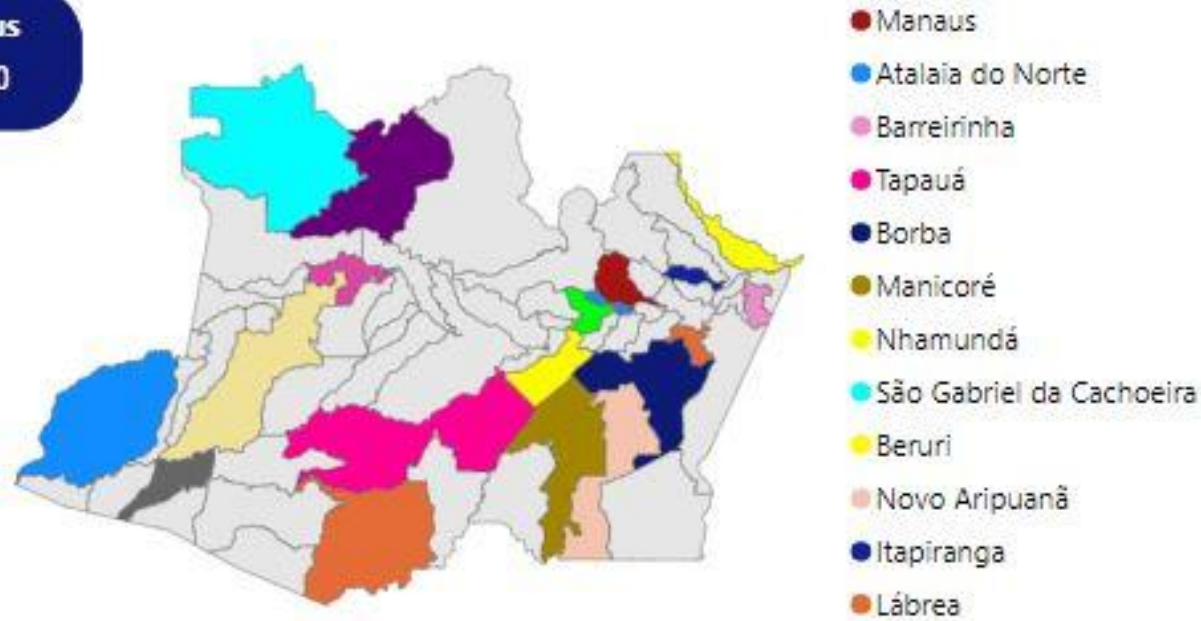 Manaus
Atalaia do Norte
Barreirinha
Tapauá
Borba
Manicoré
Nhamundá
São Gabriel da Cachoeira
Beruri
Novo Aripuanã
Itapiranga
Lábrea